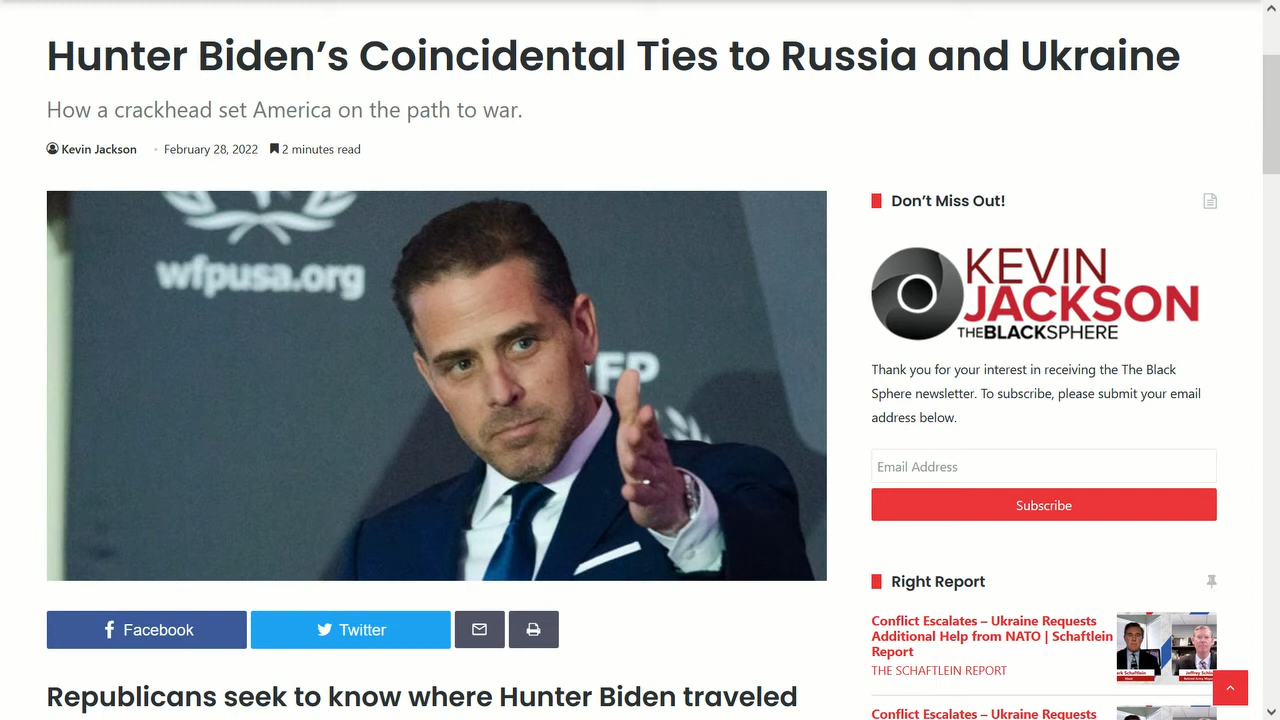 Hunter Biden’s Coincidental Ties to Russia and Ukraine
How a crackhead set America on the path to war.
Kevin Jackson
February 28, 2022
2 minutes read
wfpusa.org
FP
Facebook
Twitter
Republicans seek to know where Hunter Biden traveled
Don’t Miss Out!
KEVIN
JACKSON
THEBLACKSPHERE
Thank you for your interest in receiving the The Black
Sphere newsletter. To subscribe, please submit your email
address below.
Email Address
Subscribe
Right Report
Conflict Escalates – Ukraine Requests
Additional Help from NATO | Schaftlein
Report
THE SCHAFTLEIN REPORT
Conflict Escalates – Ukraine Requests